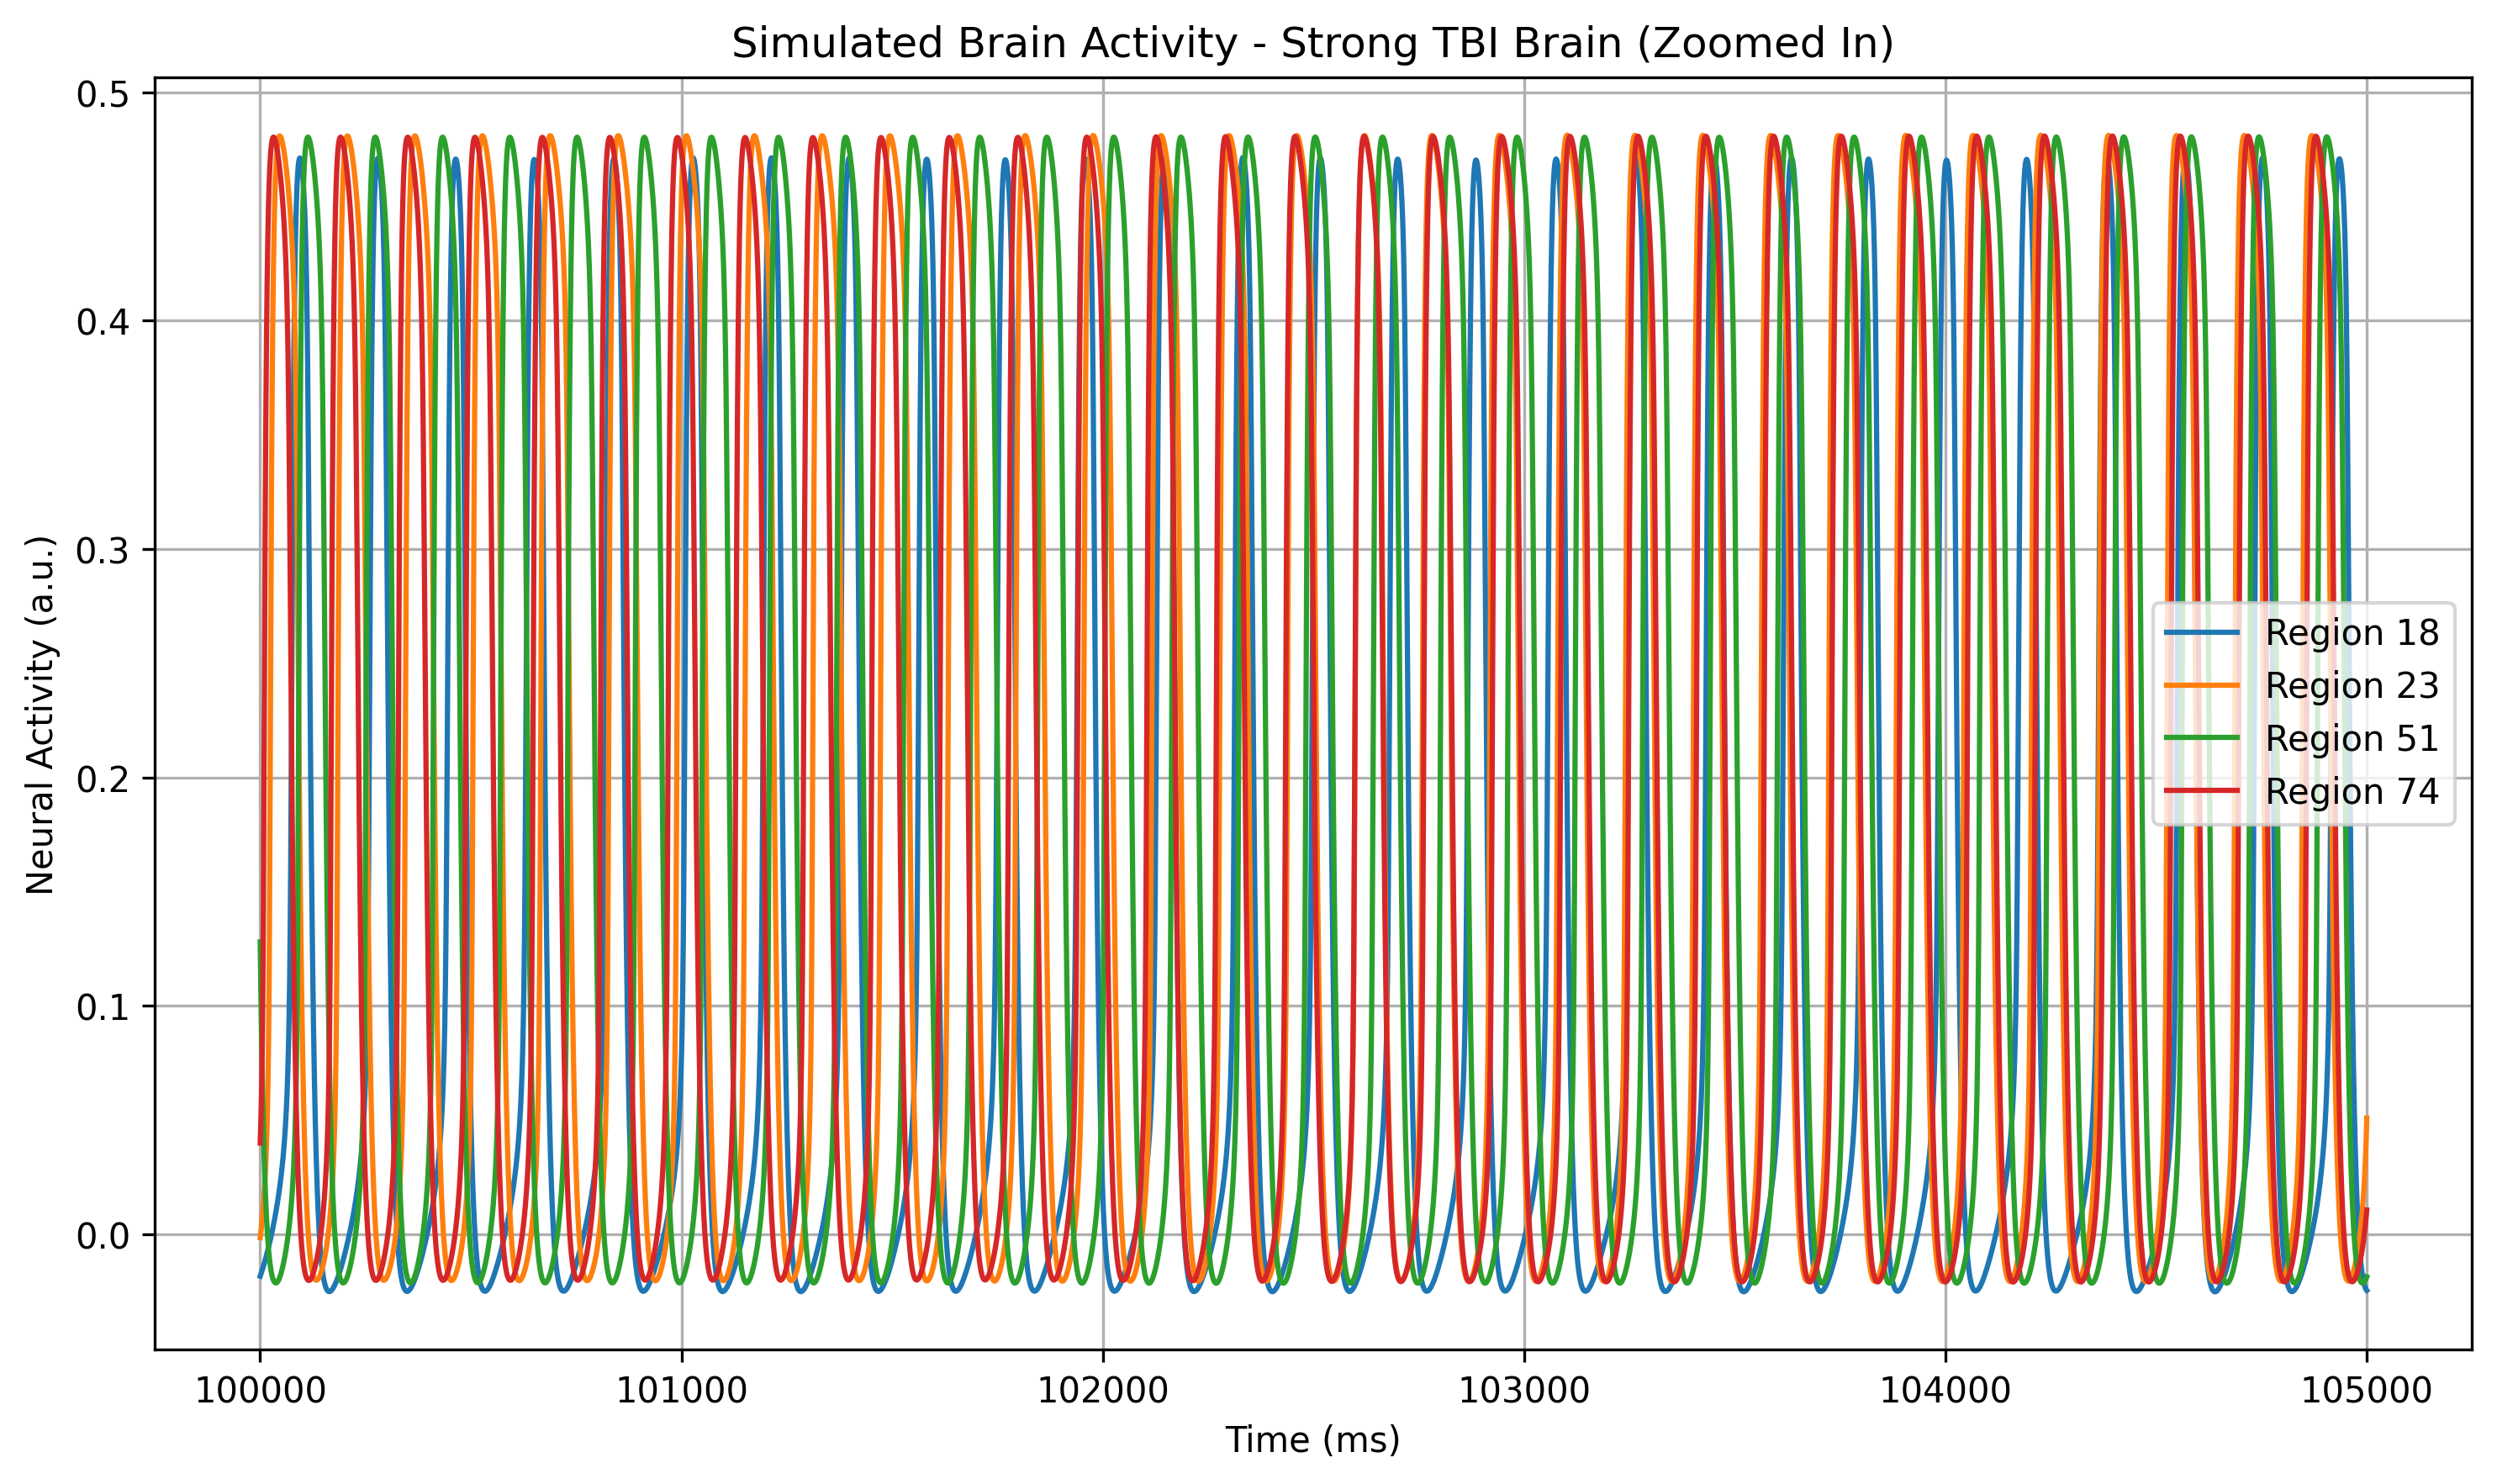 Simulated Brain Activity - Strong TBI Brain (Zoomed In)
0.5
0.4
0.3
0.2
0.1
0.0
Neural Activity (a.u.)
Region 18
Region 23
Region 51
Region 74
100000 101000 102000 103000 104000 105000
Time (ms)